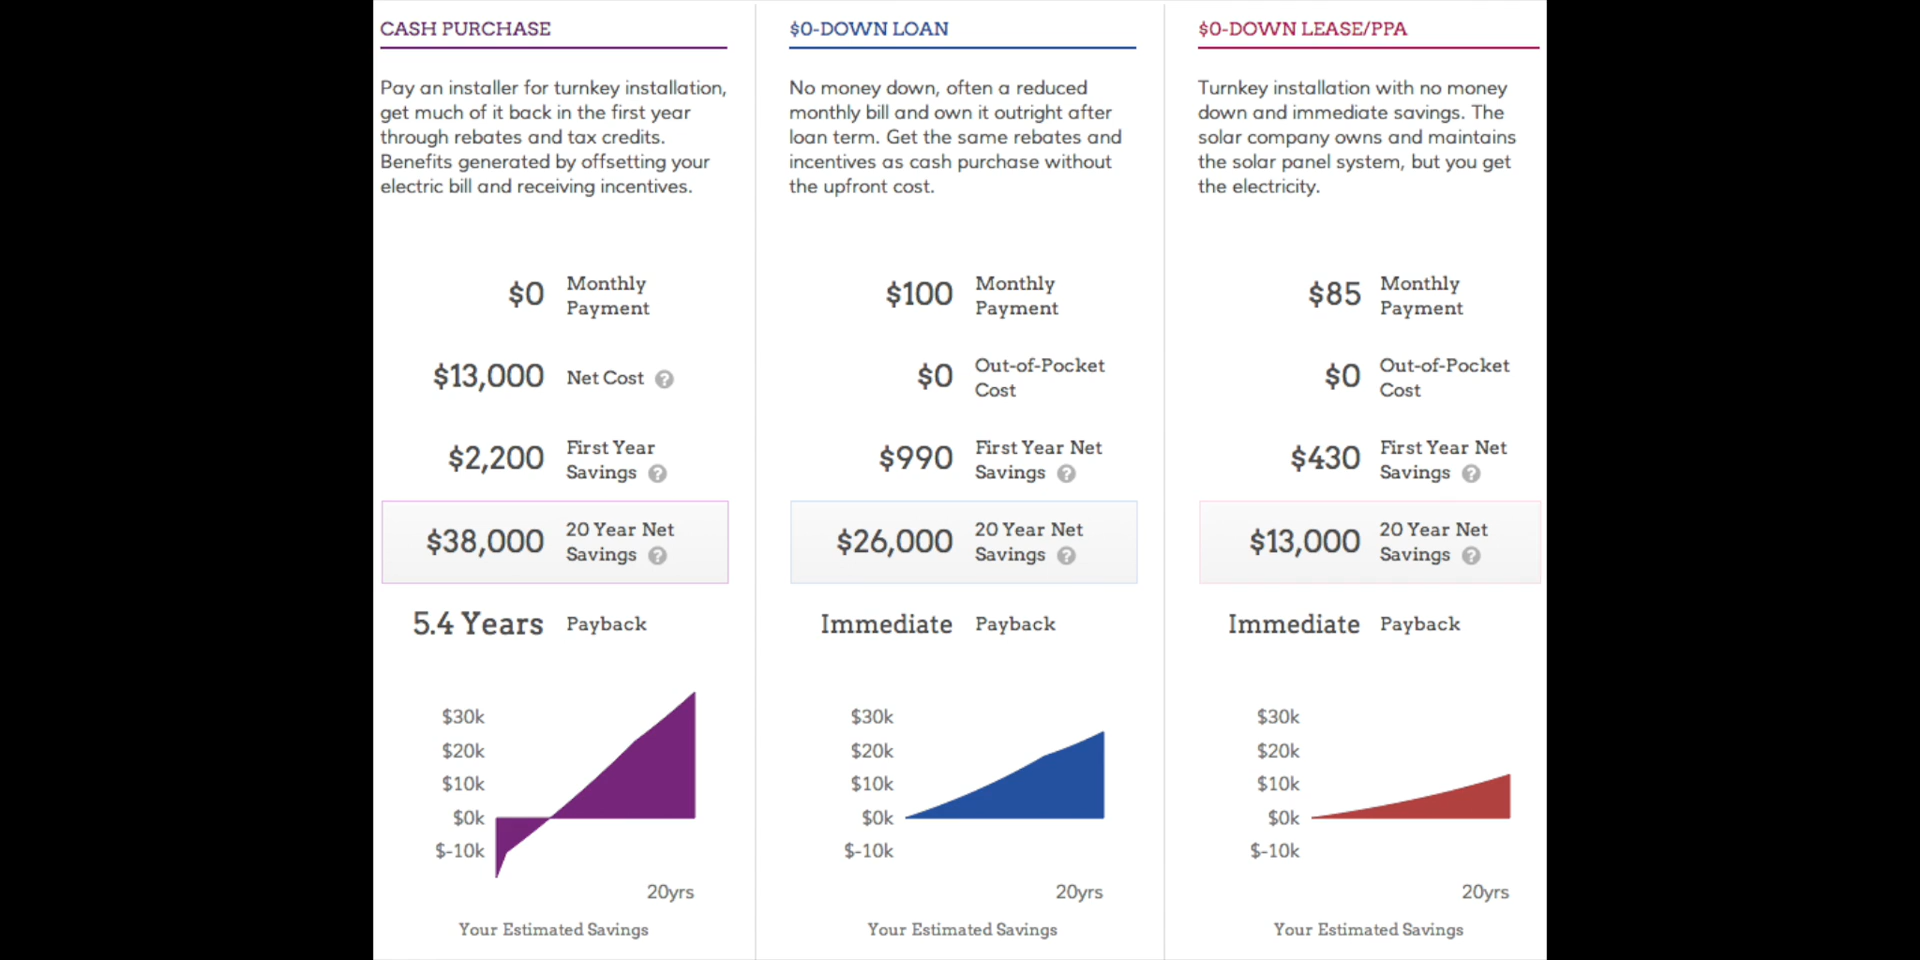 CASH PURCHASE
Pay an installer for turnkey installation,
get much of it back in the first year
through rebates and tax credits.
Benefits generated by offsetting your
electric bill and receiving incentives.
$0 Monthly
Payment
$13,000 Net Cost ?
$2,200 First Year
Savings ?
$38,000 20 Year Net
Savings ?
5.4 Years Payback
$30k
$20k
$10k
$0k
$-10k
20yrs
Your Estimated Savings
$0-DOWN LOAN
No money down, often a reduced
monthly bill and own it outright after
loan term. Get the same rebates and
incentives as cash purchase without
the upfront cost.
$100 Monthly
Payment
$0 Out-of-Pocket
Cost
$990 First Year Net
Savings ?
$26,000 20 Year Net
Savings ?
Immediate Payback
$30k
$20k
$10k
$0k
$-10k
20yrs
Your Estimated Savings
$0-DOWN LEASE/PPA
Turnkey installation with no money
down and immediate savings. The
solar company owns and maintains
the solar panel system, but you get
the electricity.
$85 Monthly
Payment
$0 Out-of-Pocket
Cost
$430 First Year Net
Savings ?
$13,000 20 Year Net
Savings ?
Immediate Payback
$30k
$20k
$10k
$0k
$-10k
20yrs
Your Estimated Savings